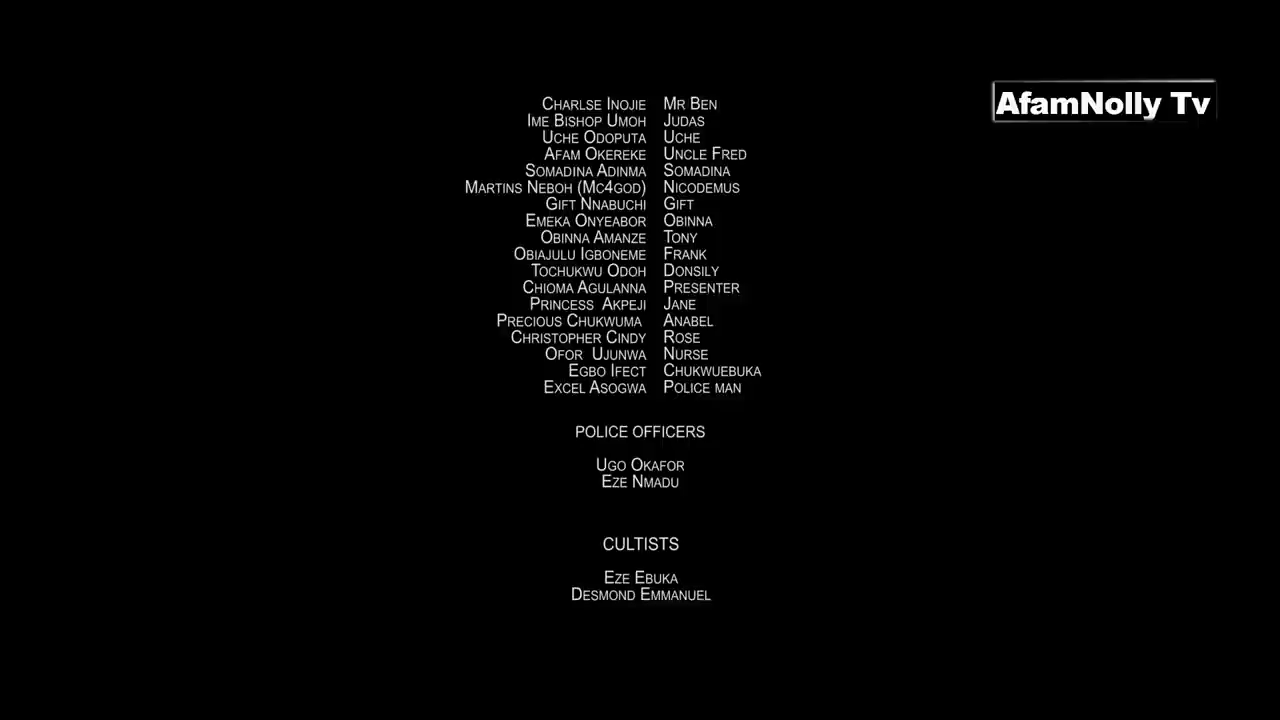 AfamNolly Tv
CHARLSE INOJIE MR BEN
IME BISHOP UMOH JUDAS
UCHE ODOPUTA UCHE
AFAM OKEREKE UNCLE FRED
SOMADINA ADINMA SOMADINA
MARTINS NEBOH (MC4GOD) NICODEMUS
GIFT NNABUCHI GIFT
EMEKA ONYEABOR OBINNA
OBINNA AMANZE TONY
OBIAJULU IGBONEME FRANK
TOCHUKWU ODOH DONSILY
CHIOMA AGULANNA PRESENTER
PRINCESS AKPEJI JANE
PRECIOUS CHUKWUMA ANABEL
CHRISTOPHER CINDY ROSE
OFOR UJUNWA NURSE
EGBO IFECT CHUKWUEBUKA
EXCEL ASOGWA POLICE MAN
POLICE OFFICERS
UGO OKAFOR
EZE NMADU
CULTISTS
EZE EBUKA
DESMOND EMMANUEL